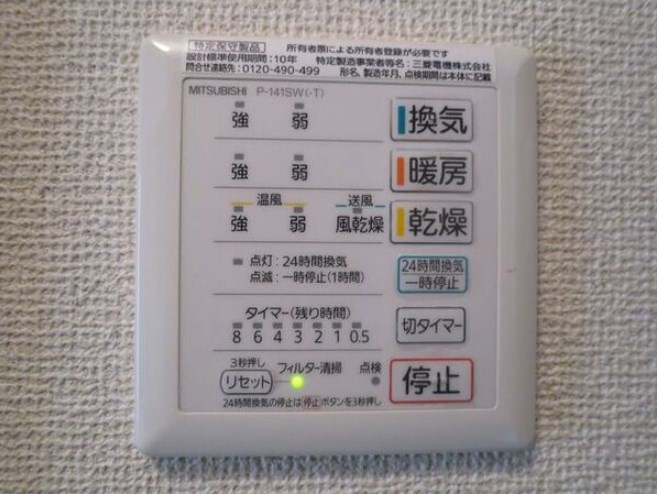 特定保守製品 所有者票による所有者登録が必要です
設計標準使用期間：10年 特定製造事業者等名：三菱電機株式会社
問合せ連絡先：0120-490-499 形名、製造年月、点検期間は本体に記載
MITSUBISHI P-141SW(-T)
強 弱 換気
強 弱 暖房
温風 送風
強 弱 風乾燥 乾燥
点灯：24時間換気
点滅：一時停止(1時間)
24時間換気
一時停止
タイマー(残り時間)
8 6 4 3 2 1 0.5
切タイマー
3秒押し
リセット フィルター清掃 点検
停止
24時間換気の停止は停止ボタンを3秒押し